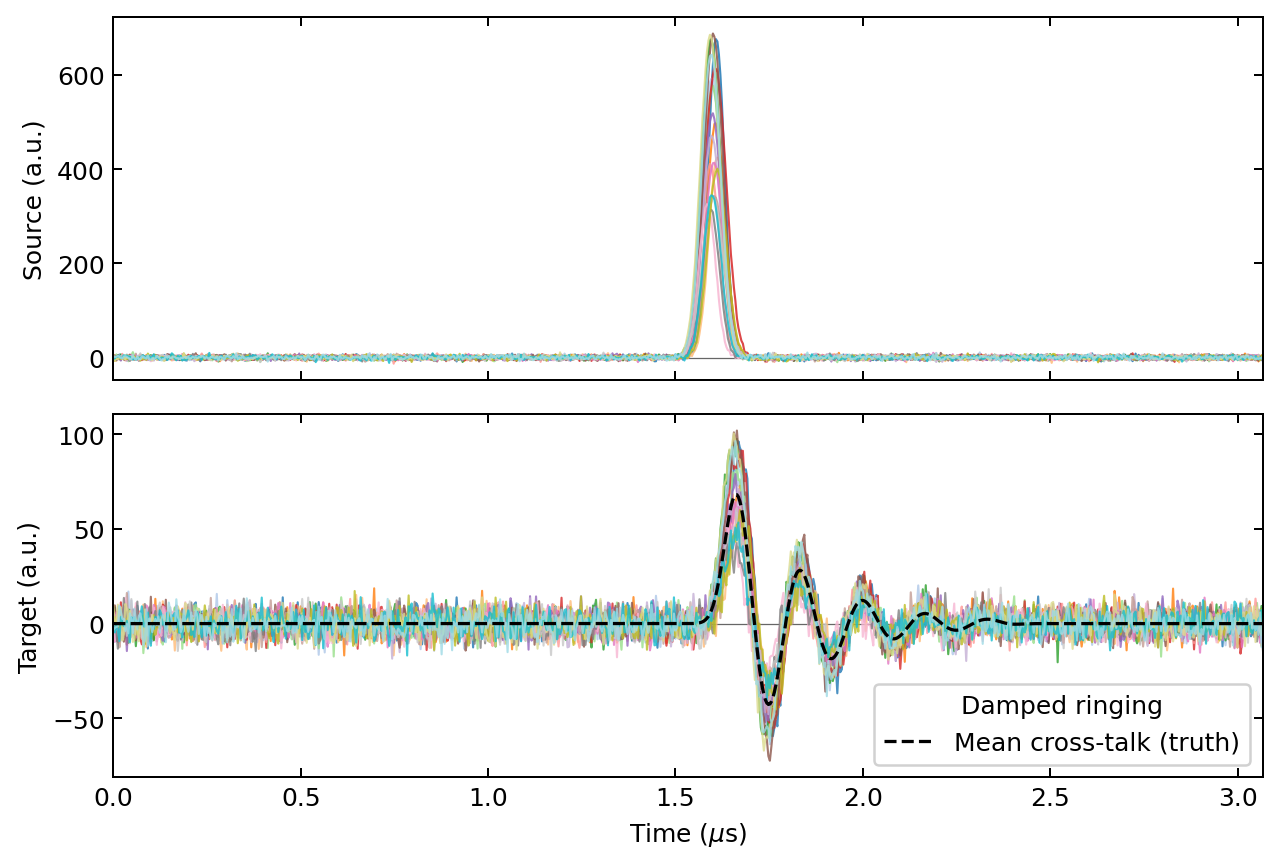 600
400
200
0
Source (a.u.)
100
50
0
−50
Target (a.u.)
Damped ringing
Mean cross-talk (truth)
0.0 0.5 1.0 1.5 2.0 2.5 3.0
Time (μs)